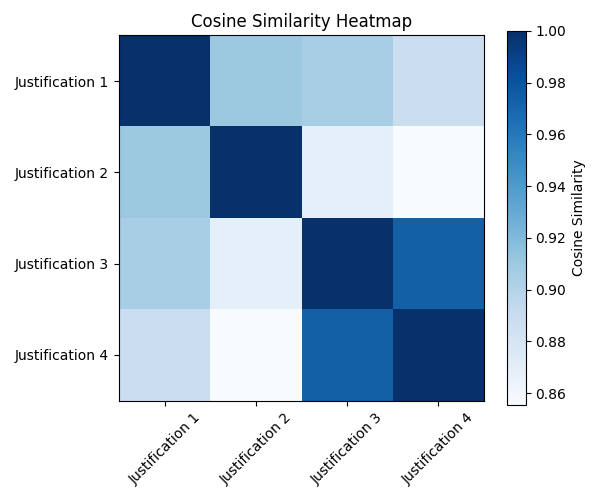 Cosine Similarity Heatmap
Justification 1
Justification 2
Justification 3
Justification 4
Justification 1
Justification 2
Justification 3
Justification 4
1.00
0.98
0.96
0.94
0.92
0.90
0.88
0.86
Cosine Similarity